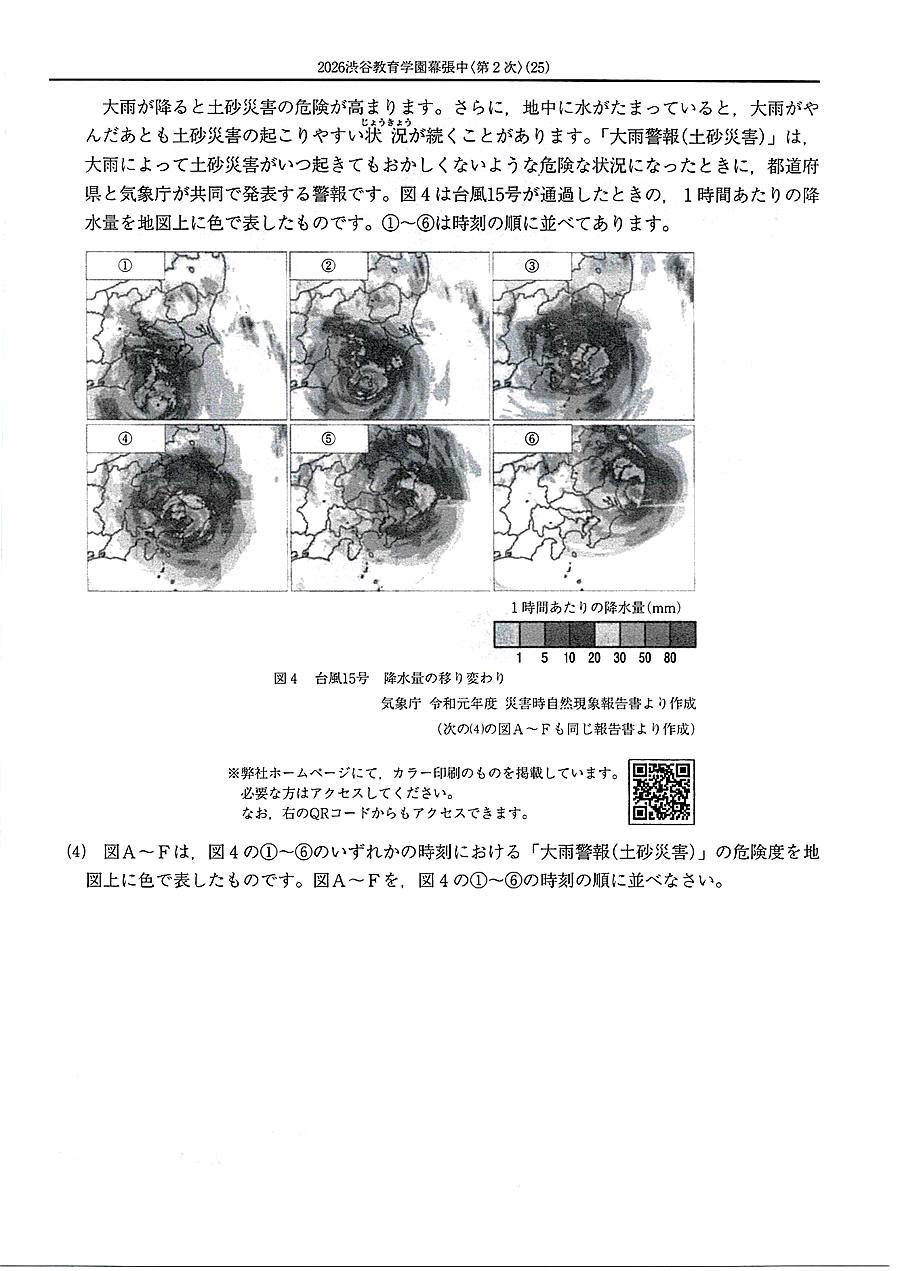 2026渋谷教育学園幕張中〈第2次〉(25)
大雨が降ると土砂災害の危険が高まります。さらに，地中に水がたまっていると，大雨がや
じょうきょう
んだあとも土砂災害の起こりやすい状況が続くことがあります。「大雨警報(土砂災害)」は，
大雨によって土砂災害がいつ起きてもおかしくないような危険な状況になったときに，都道府
県と気象庁が共同で発表する警報です。図4は台風15号が通過したときの，1時間あたりの降
水量を地図上に色で表したものです。①～⑥は時刻の順に並べてあります。
① ② ③
④ ⑤ ⑥
1時間あたりの降水量(mm)
1 5 10 20 30 50 80
図4 台風15号 降水量の移り変わり
気象庁 令和元年度 災害時自然現象報告書より作成
(次の(4)の図A～Fも同じ報告書より作成)
※弊社ホームページにて，カラー印刷のものを掲載しています。
必要な方はアクセスしてください。
なお，右のQRコードからもアクセスできます。
(4) 図A～Fは，図4の①～⑥のいずれかの時刻における「大雨警報(土砂災害)」の危険度を地
図上に色で表したものです。図A～Fを，図4の①～⑥の時刻の順に並べなさい。